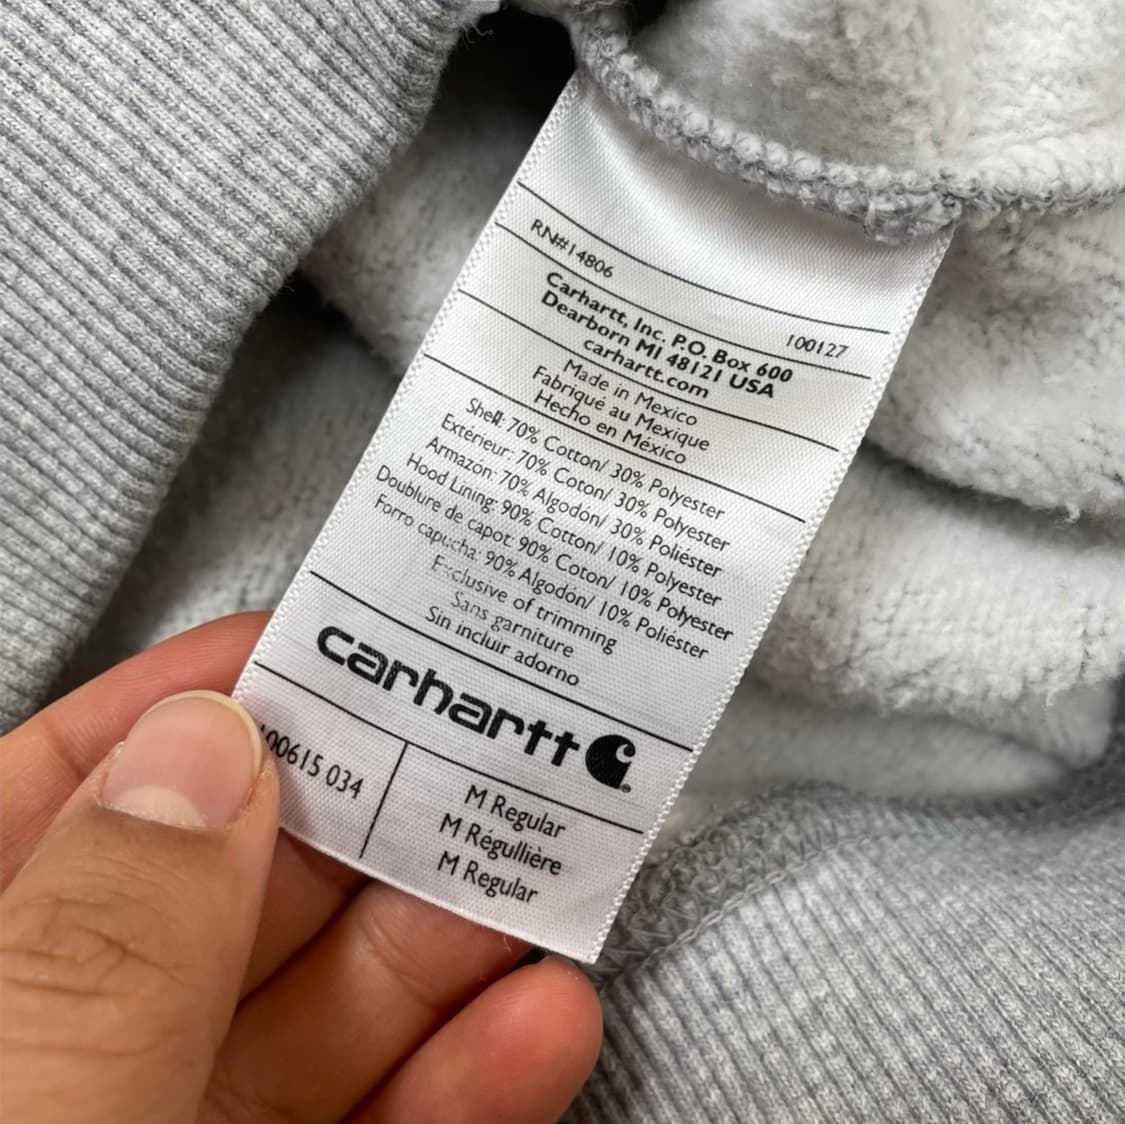 RN#14806
100127
Carhartt, Inc. P.O. Box 600
Dearborn MI 48121 USA
carhartt.com
Made in Mexico
Fabriqué au Mexique
Hecho en México
Shell: 70% Cotton/ 30% Polyester
Extérieur: 70% Coton/ 30% Polyester
Armazon: 70% Algodón/ 30% Poliéster
Hood Lining: 90% Cotton/ 10% Polyester
Doublure de capot: 90% Coton/ 10% Polyester
Forro capucha: 90% Algodón/ 10% Poliéster
Exclusive of trimming
Sans garniture
Sin incluir adorno
carhartt
100615 034
M Regular
M Régullière
M Regular